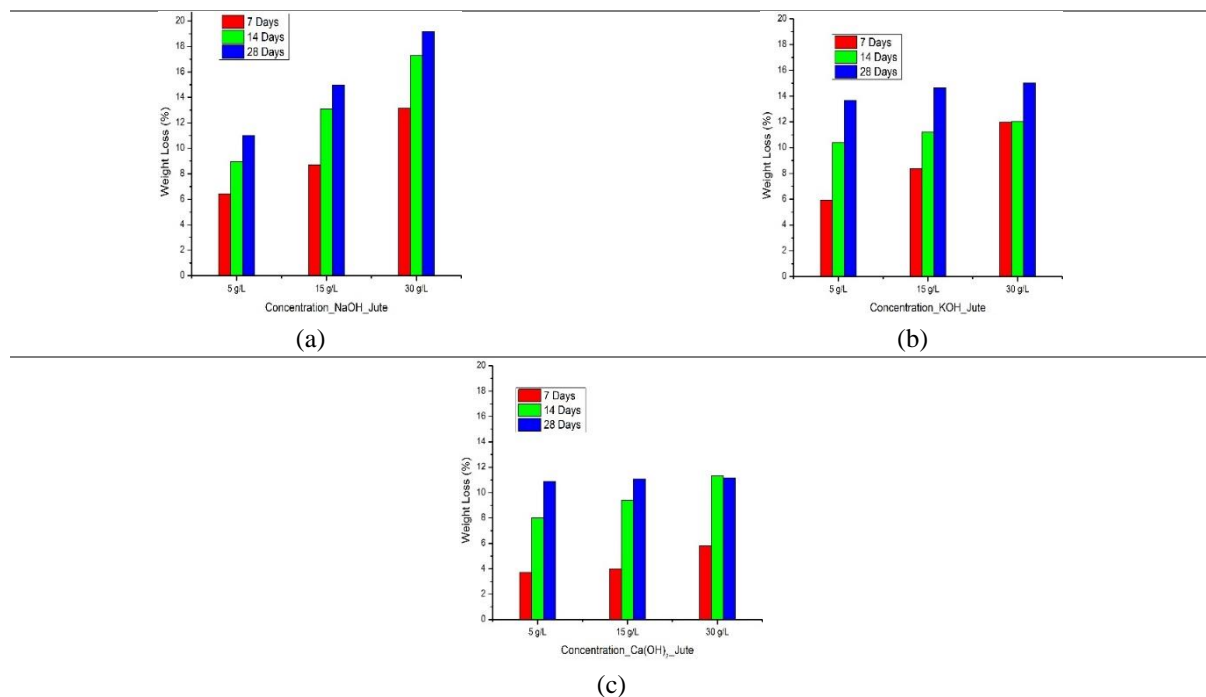 20
18
16
14
12
10
8
6
4
2
0
Weight Loss (%)
7 Days
14 Days
28 Days
5 g/L 15 g/L 30 g/L
Concentration_NaOH_Jute
(a)
20
18
16
14
12
10
8
6
4
2
0
Weight Loss (%)
7 Days
14 Days
28 Days
5 g/L 15 g/L 30 g/L
Concentration_KOH_Jute
(b)
20
18
16
14
12
10
8
6
4
2
0
Weight Loss (%)
7 Days
14 Days
28 Days
5 g/L 15 g/L 30 g/L
Concentration_Ca(OH)₂_Jute
(c)